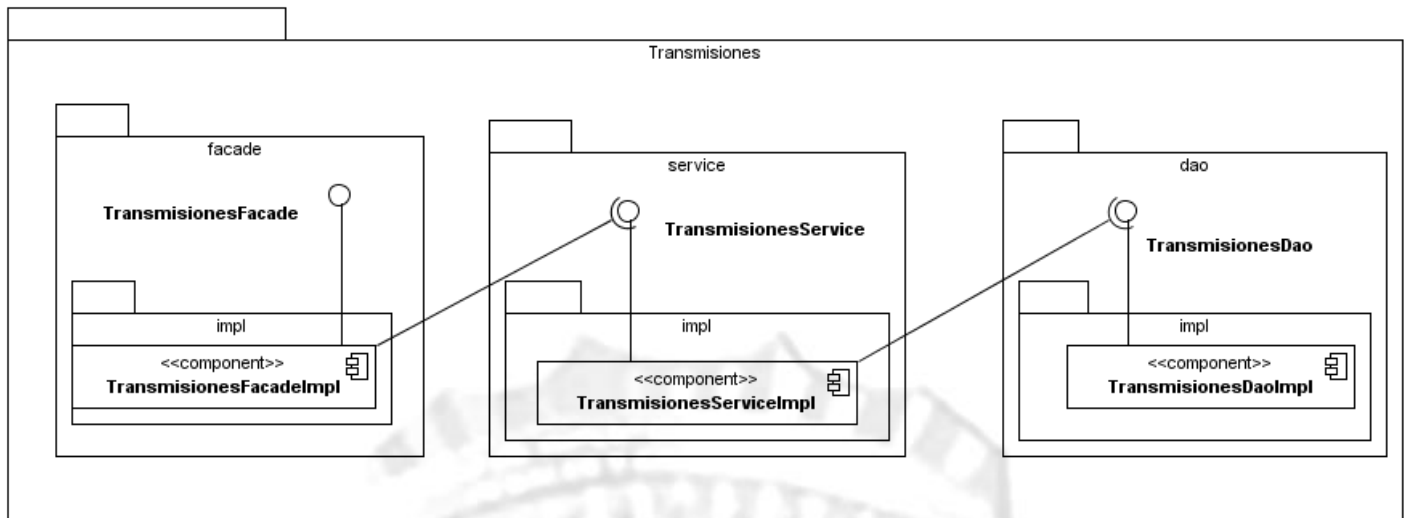 Transmisiones
facade
TransmisionesFacade
impl
<<component>>
TransmisionesFacadeImpl
service
TransmisionesService
impl
<<component>>
TransmisionesServiceImpl
dao
TransmisionesDao
impl
<<component>>
TransmisionesDaoImpl